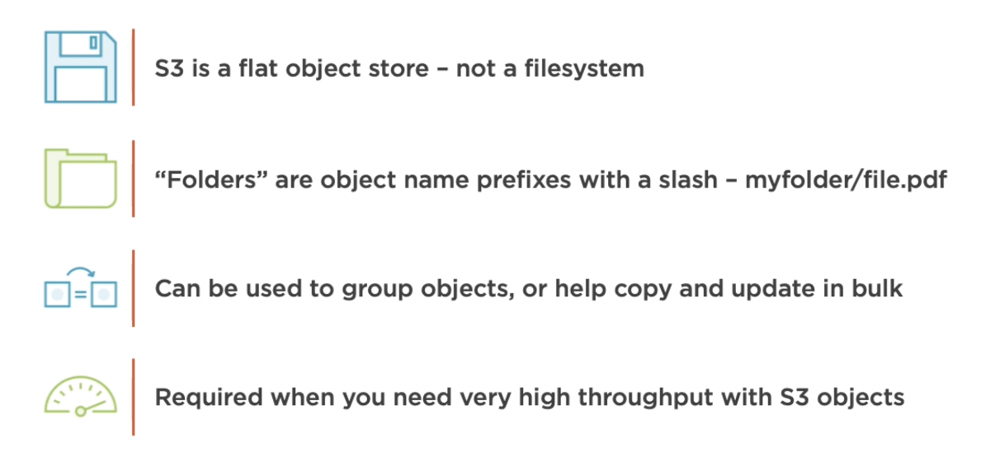 S3 is a flat object store – not a filesystem
“Folders” are object name prefixes with a slash – myfolder/file.pdf
Can be used to group objects, or help copy and update in bulk
Required when you need very high throughput with S3 objects